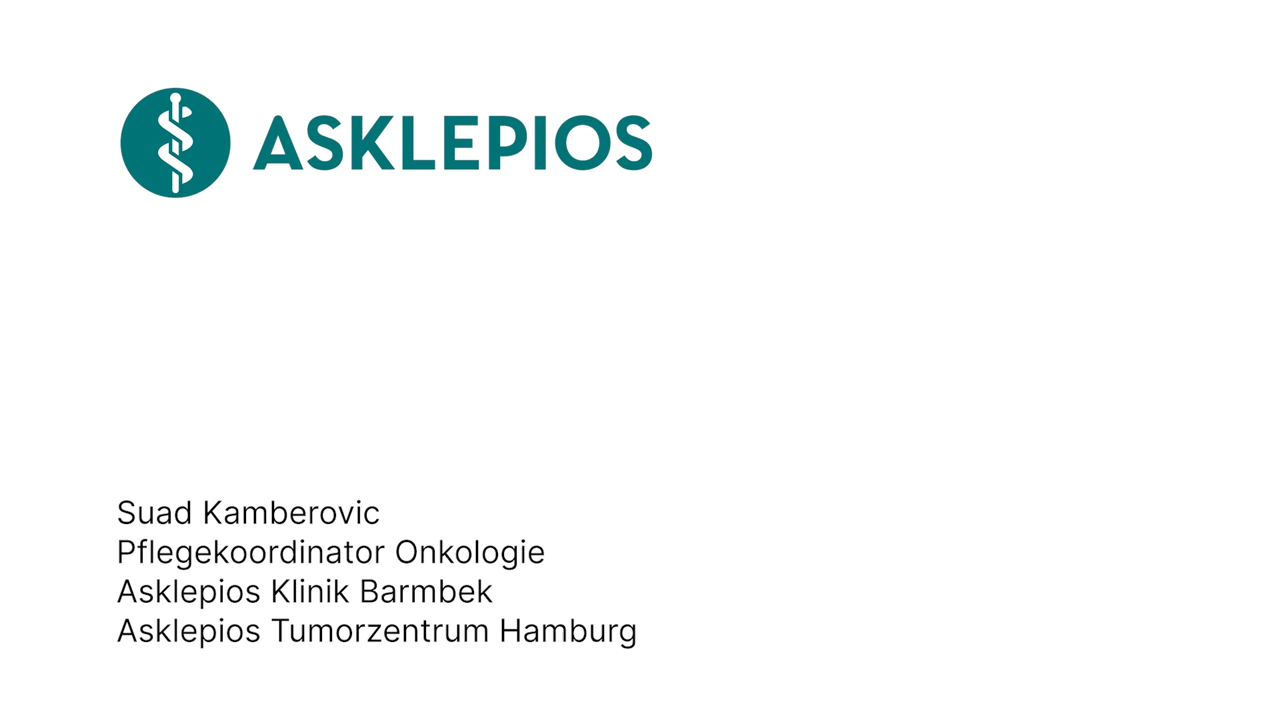 ASKLEPIOS
Suad Kamberovic
Pflegekoordinator Onkologie
Asklepios Klinik Barmbek
Asklepios Tumorzentrum Hamburg